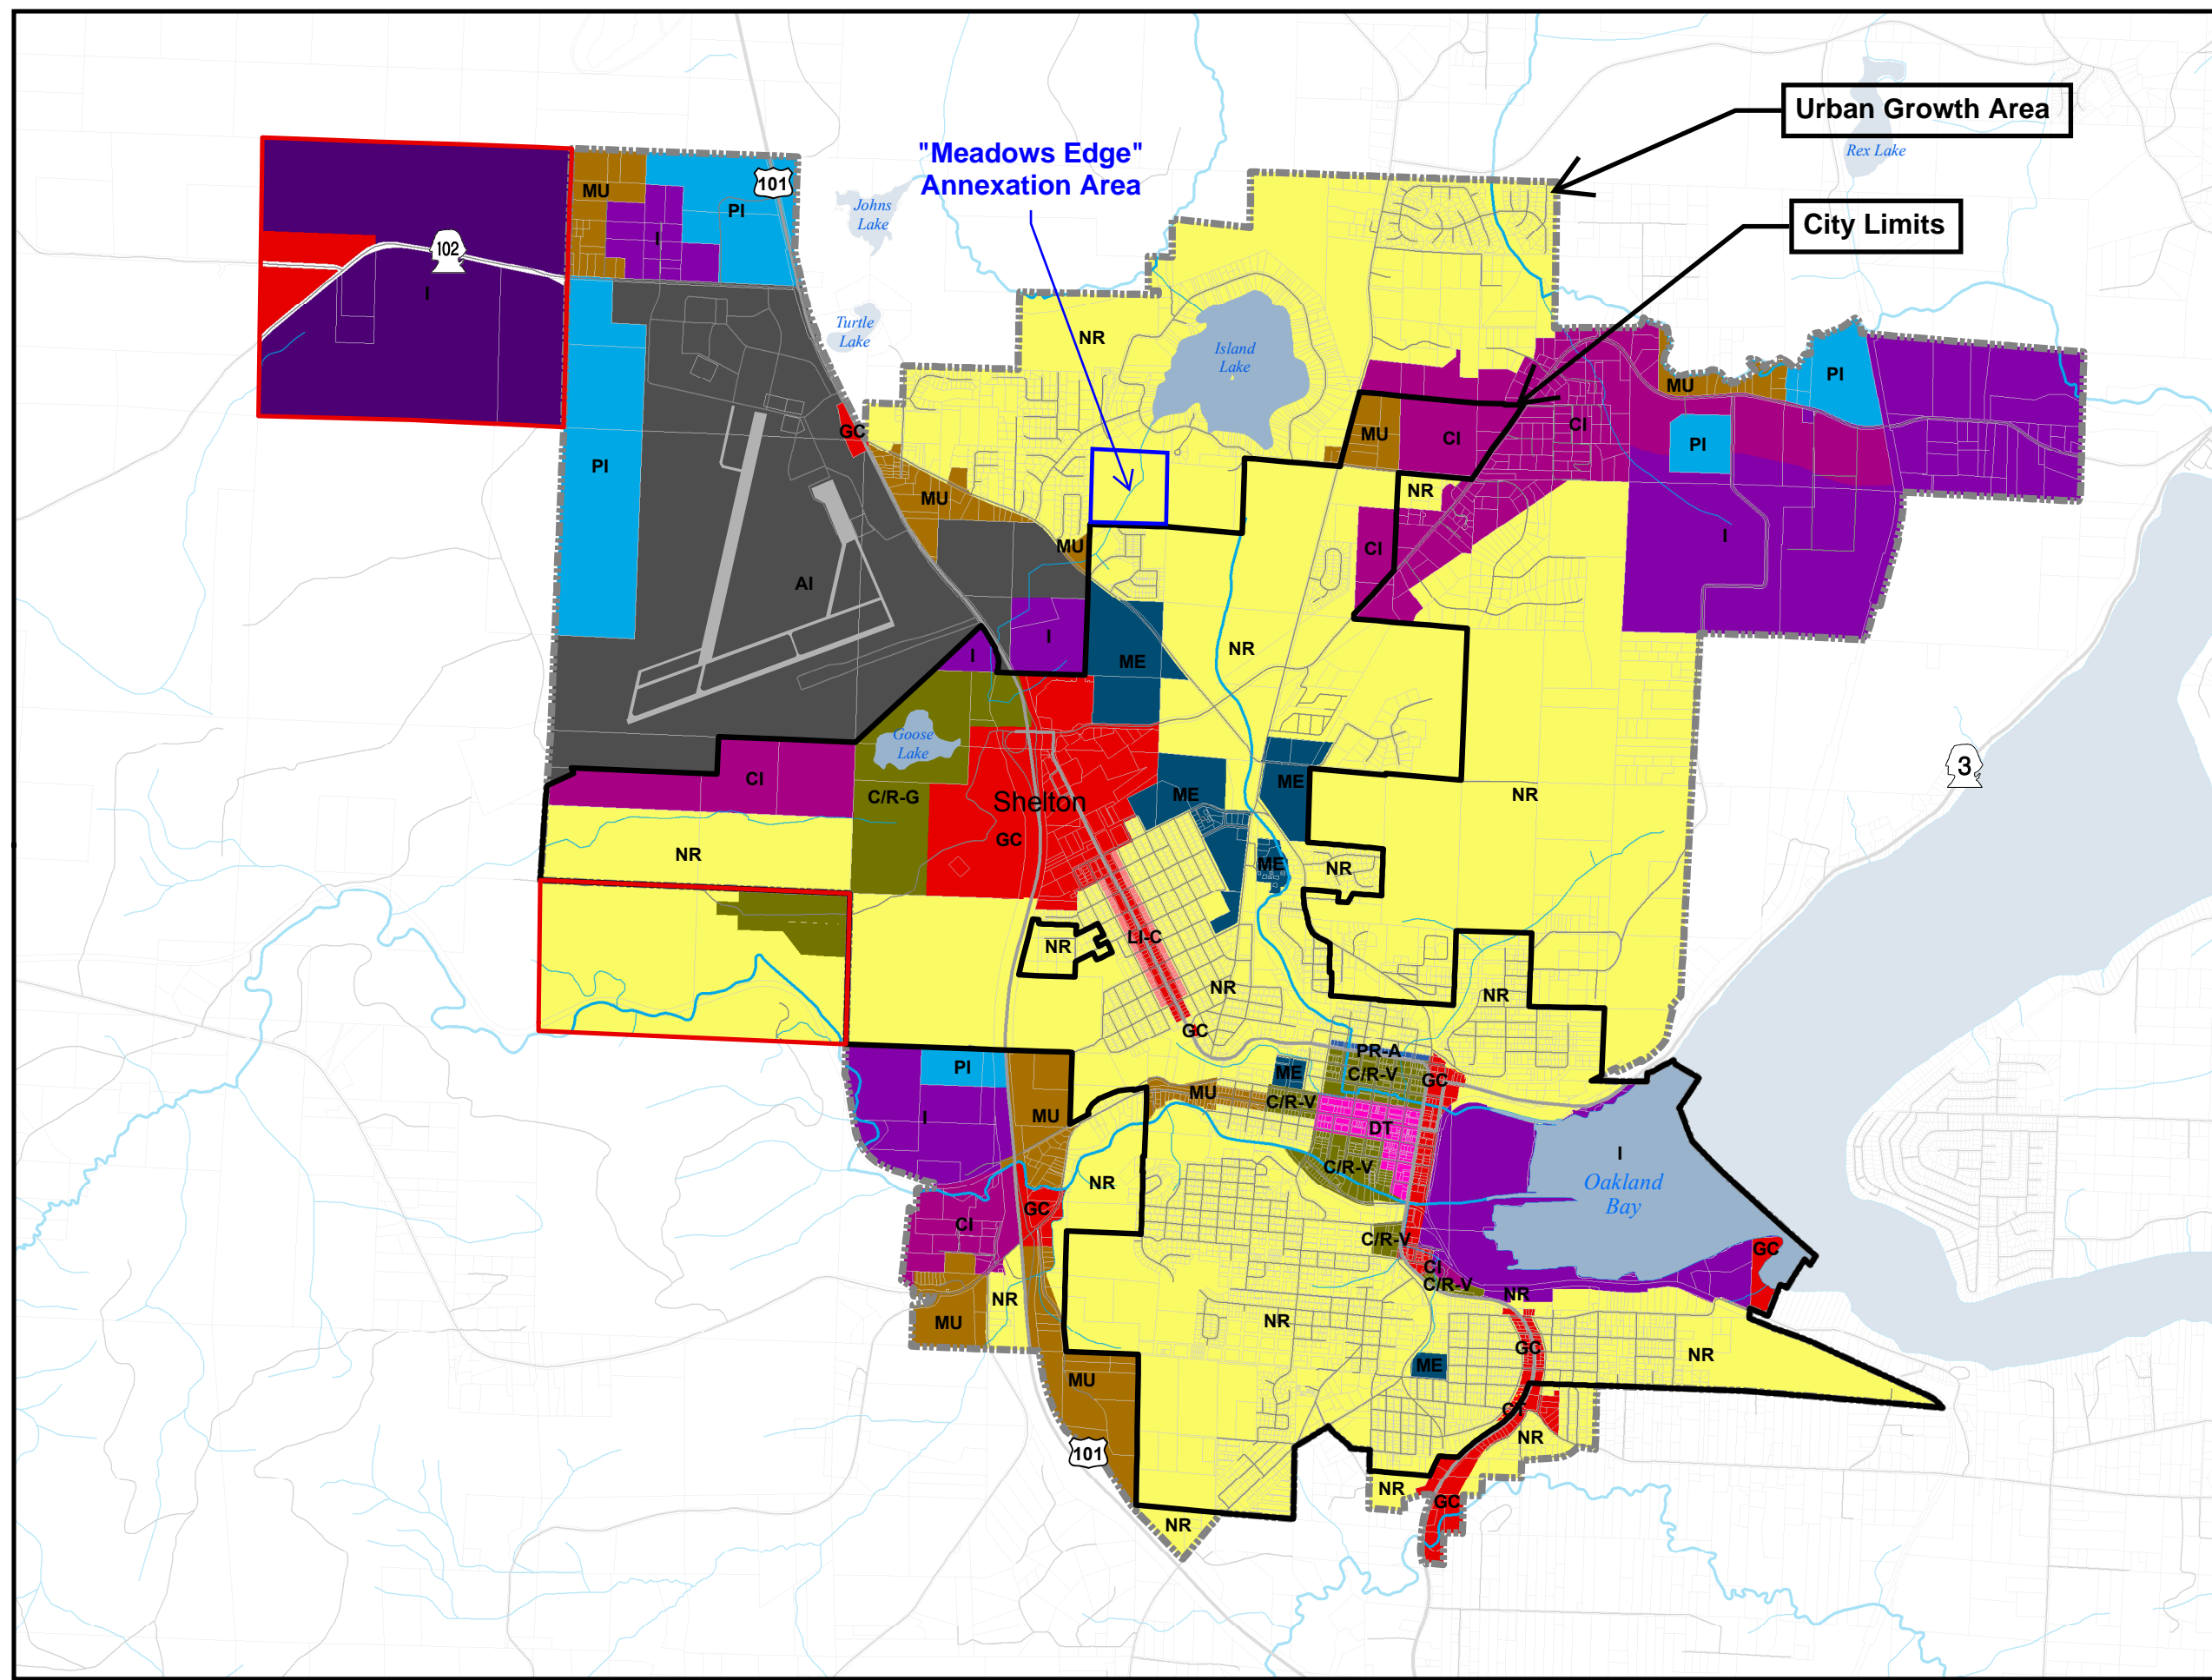 Urban Growth Area
Rex Lake
"Meadows Edge"
Annexation Area
101
MU
PI
Johns
Lake
City Limits
102
I
I
Turtle
Lake
NR
Island
Lake
PI
MU
GC
MU
CI
CI
PI
PI
NR
MU
I
MU
CI
AI
I
I
ME
NR
Goose
Lake
3
CI
C/R-G
Shelton
ME
ME
NR
GC
NR
ME
NR
NR
LI-C
NR
NR
GC
PR-A
PI
ME
C/R-V
GC
MU
C/R-V
MU
I
DT
I
C/R-V
NR
Oakland
Bay
GC
CI
C/R-V
GC
CI
C/R-V
NR
NR
MU
NR
GC
NR
ME
MU
NR
101
NR
GC
NR